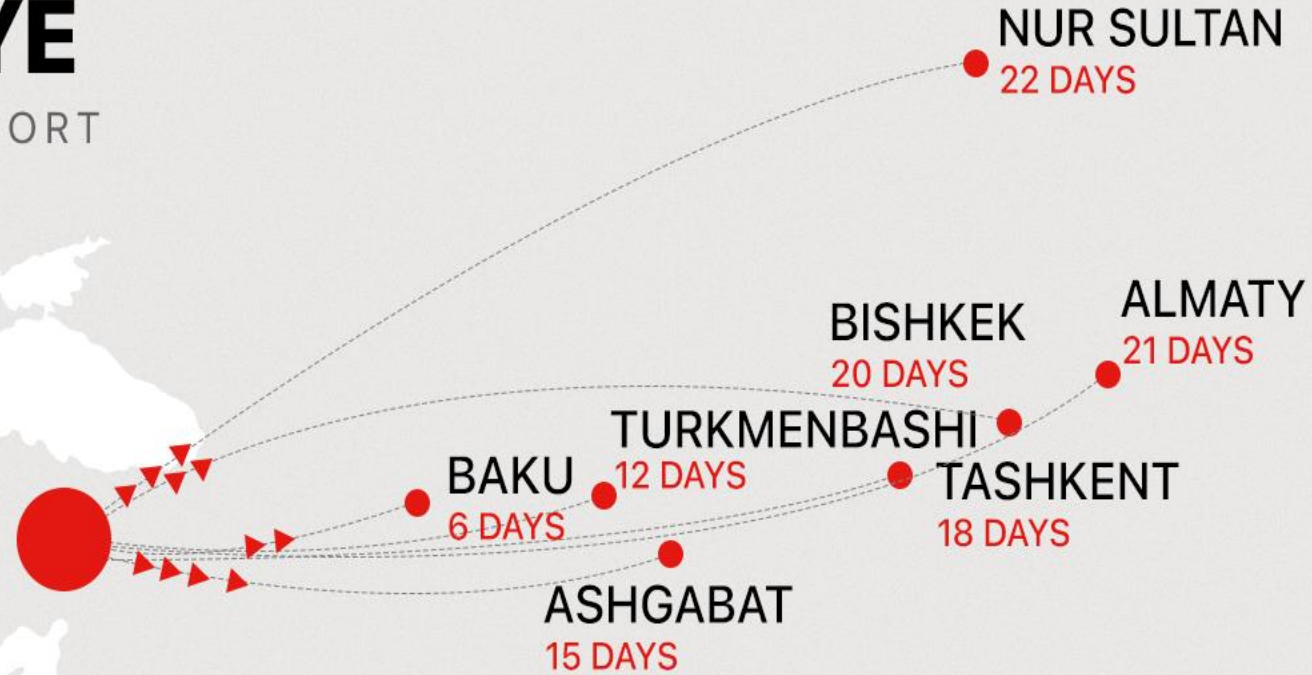 YE
ORT
NUR SULTAN
22 DAYS
ALMATY
21 DAYS
BISHKEK
20 DAYS
TURKMENBASHI
12 DAYS
BAKU
6 DAYS
TASHKENT
18 DAYS
ASHGABAT
15 DAYS